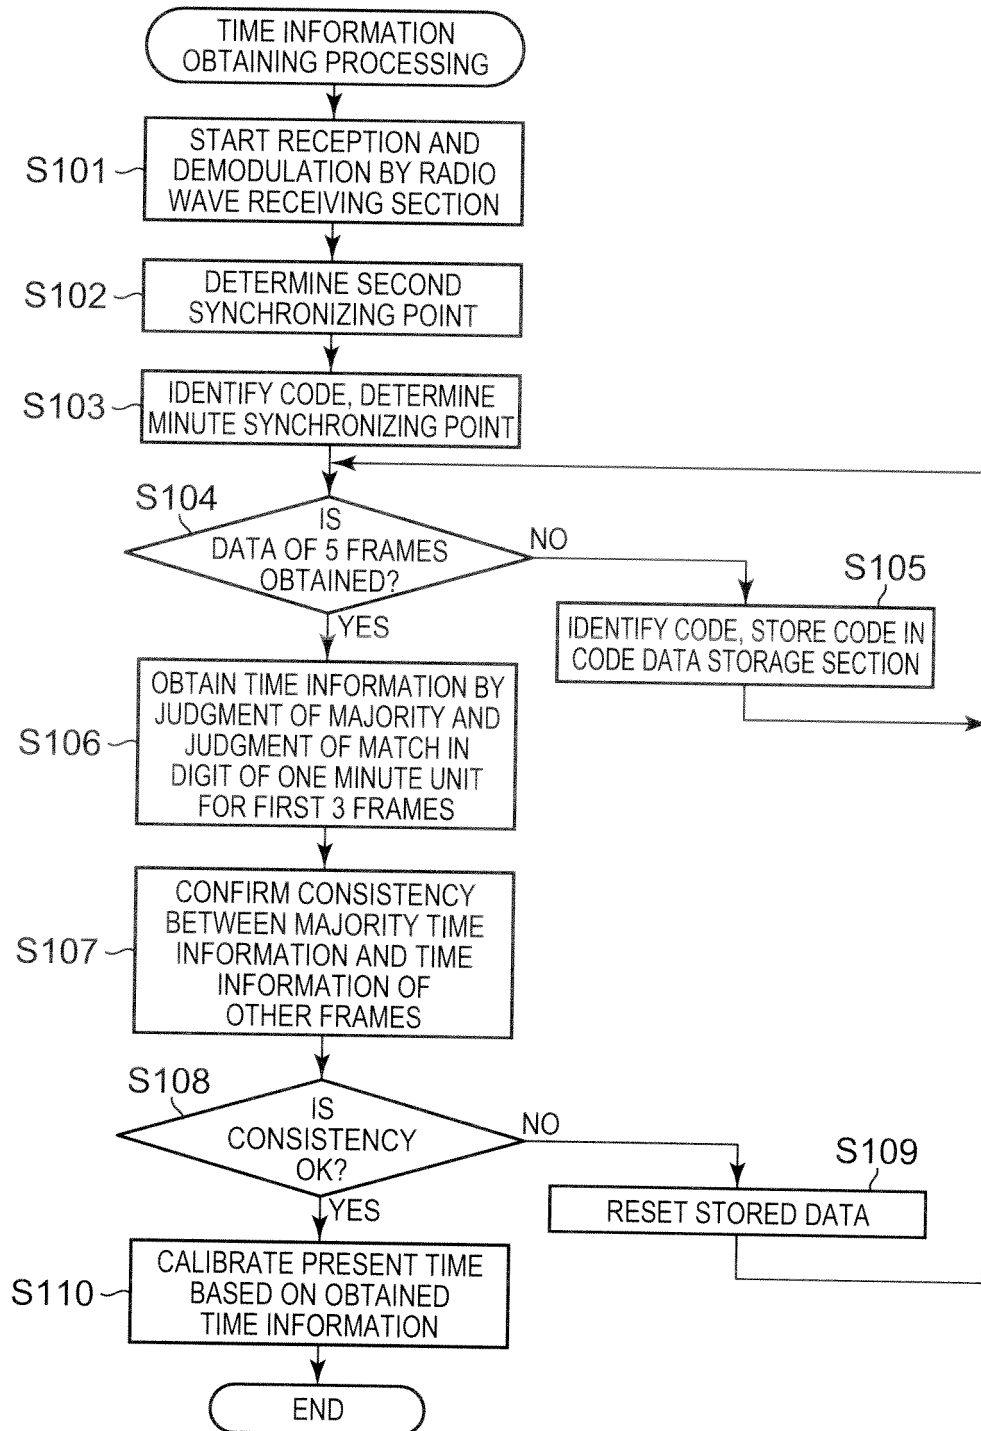 TIME INFORMATION
OBTAINING PROCESSING
S101
START RECEPTION AND
DEMODULATION BY RADIO
WAVE RECEIVING SECTION
S102
DETERMINE SECOND
SYNCHRONIZING POINT
S103
IDENTIFY CODE, DETERMINE
MINUTE SYNCHRONIZING POINT
S104
IS
DATA OF 5 FRAMES
OBTAINED?
NO
YES
S105
IDENTIFY CODE, STORE CODE IN
CODE DATA STORAGE SECTION
S106
OBTAIN TIME INFORMATION BY
JUDGMENT OF MAJORITY AND
JUDGMENT OF MATCH IN
DIGIT OF ONE MINUTE UNIT
FOR FIRST 3 FRAMES
S107
CONFIRM CONSISTENCY
BETWEEN MAJORITY TIME
INFORMATION AND TIME
INFORMATION OF
OTHER FRAMES
S108
IS
CONSISTENCY
OK?
NO
YES
S109
RESET STORED DATA
S110
CALIBRATE PRESENT TIME
BASED ON OBTAINED
TIME INFORMATION
END